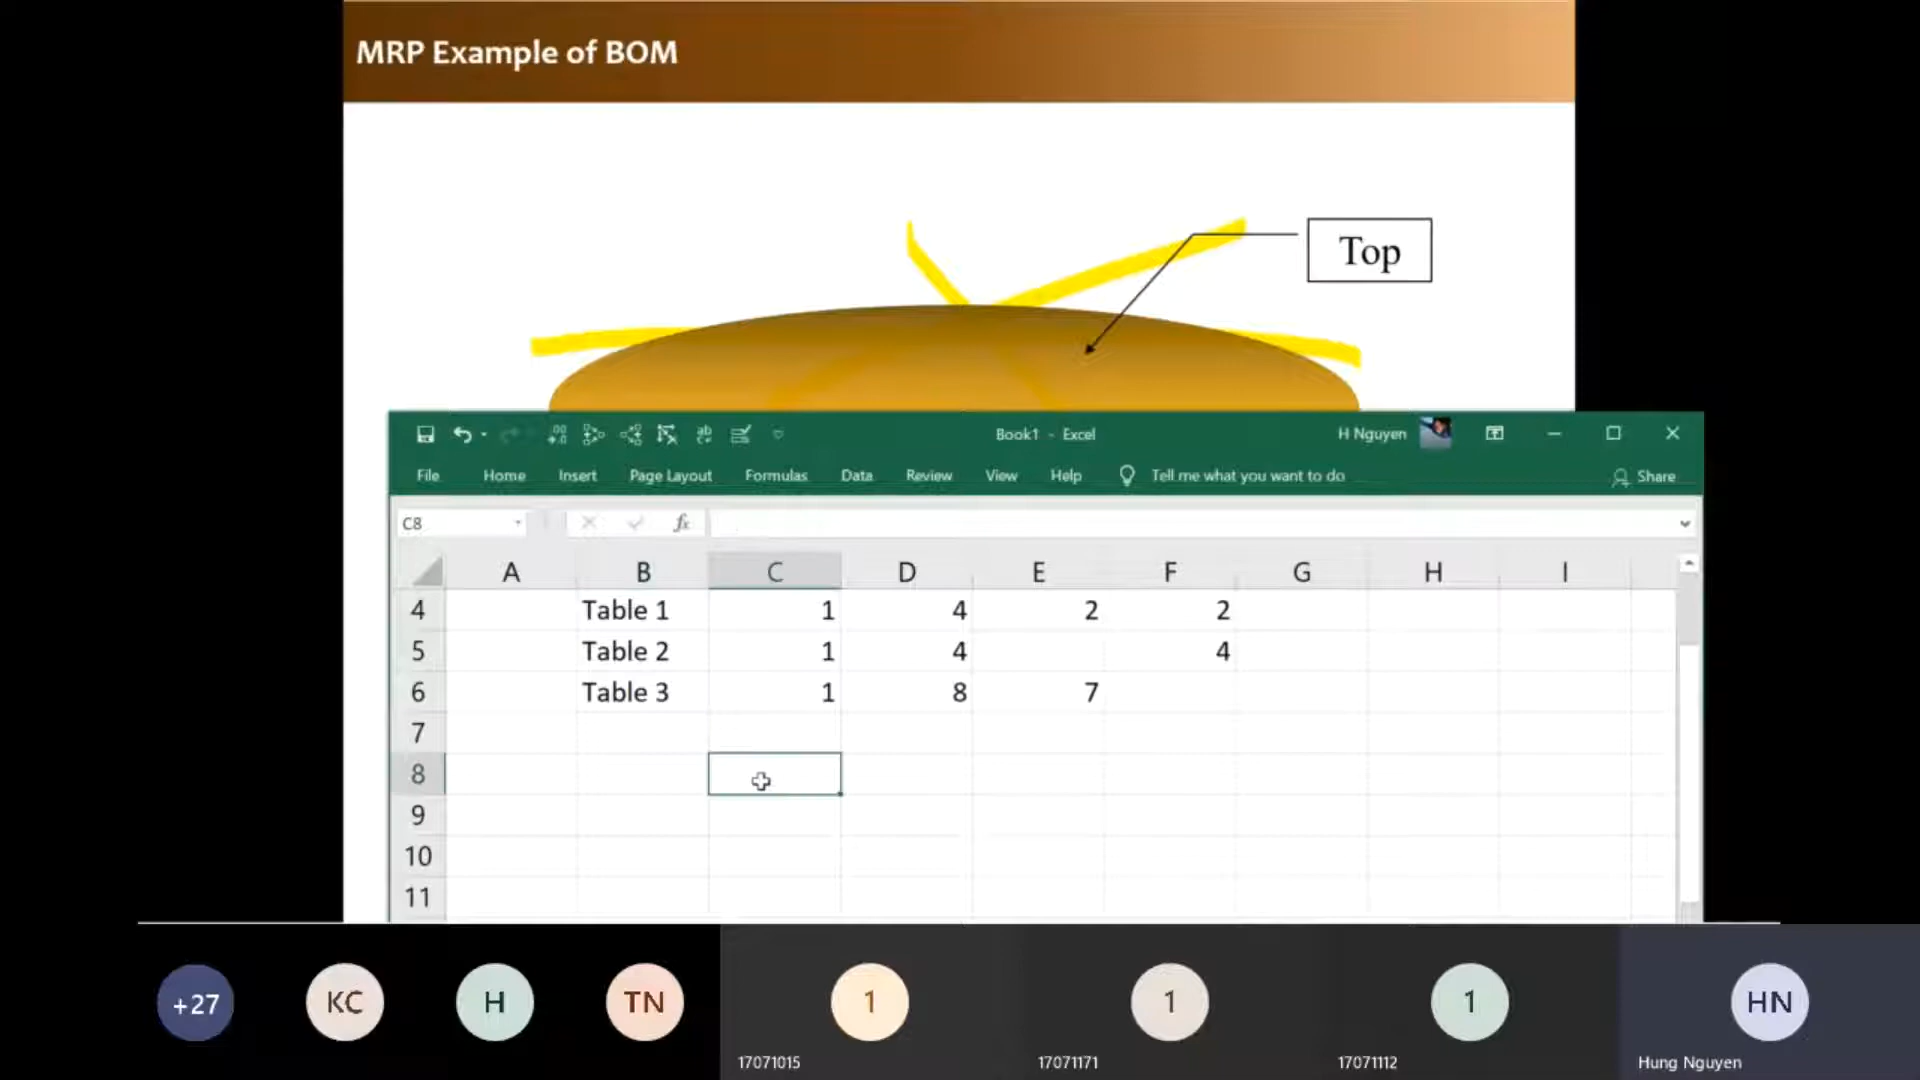 MRP Example of BOM
Top
Book1 - Excel
H Nguyen
File Home Insert Page Layout Formulas Data Review View Help Tell me what you want to do Share
C8 fx
A B C D E F G H I
4 Table 1 1 4 2 2
5 Table 2 1 4 4
6 Table 3 1 8 7
7
8
9
10
11
+27 KC H TN 1 1 1 HN
17071015 17071171 17071112 Hung Nguyen